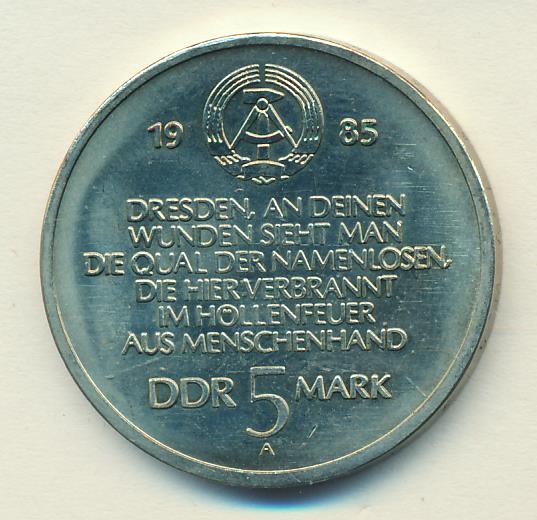 19 85
DRESDEN, AN DEINEN
WUNDEN SIEHT MAN
DIE QUAL DER NAMENLOSEN,
DIE HIER VERBRANNT
IM HÖLLENFEUER
AUS MENSCHENHAND
DDR 5 MARK
A